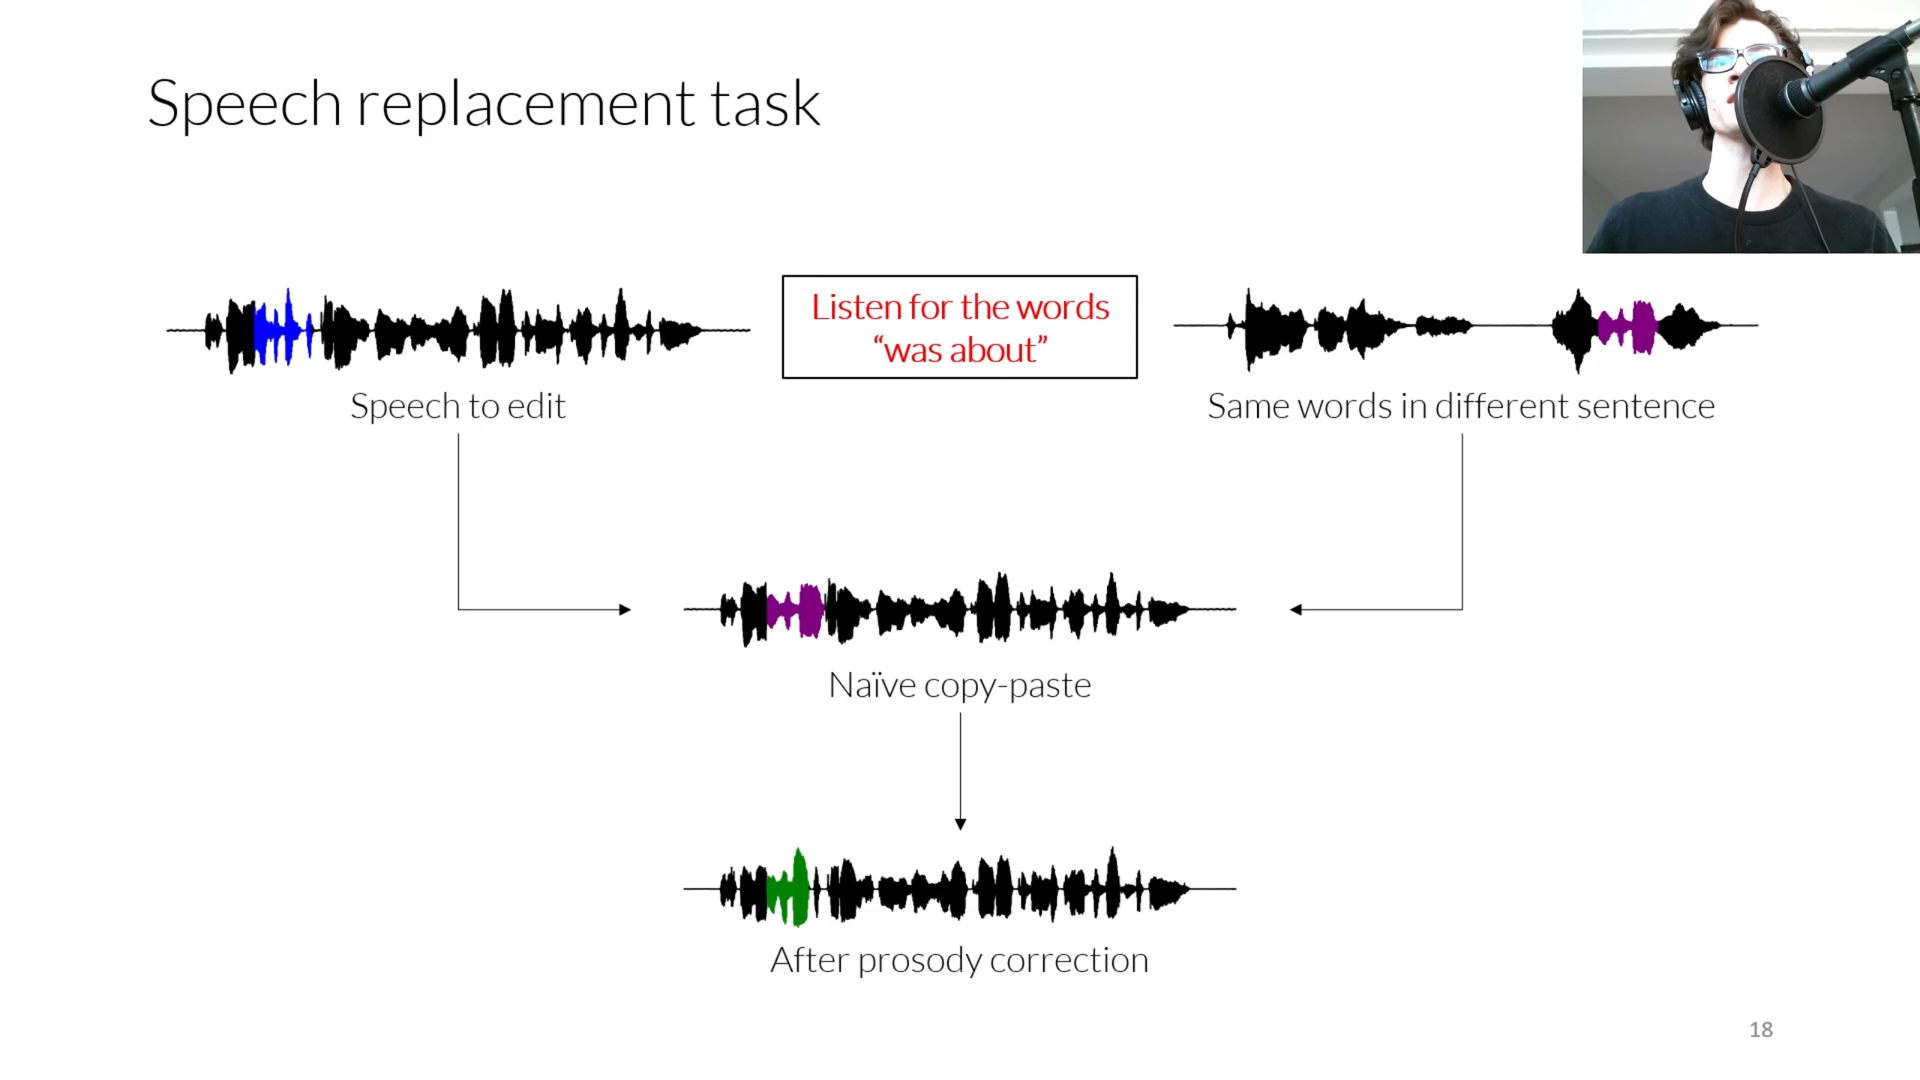 Speech replacement task
Listen for the words
“was about”
Speech to edit
Same words in different sentence
Naïve copy-paste
After prosody correction
18